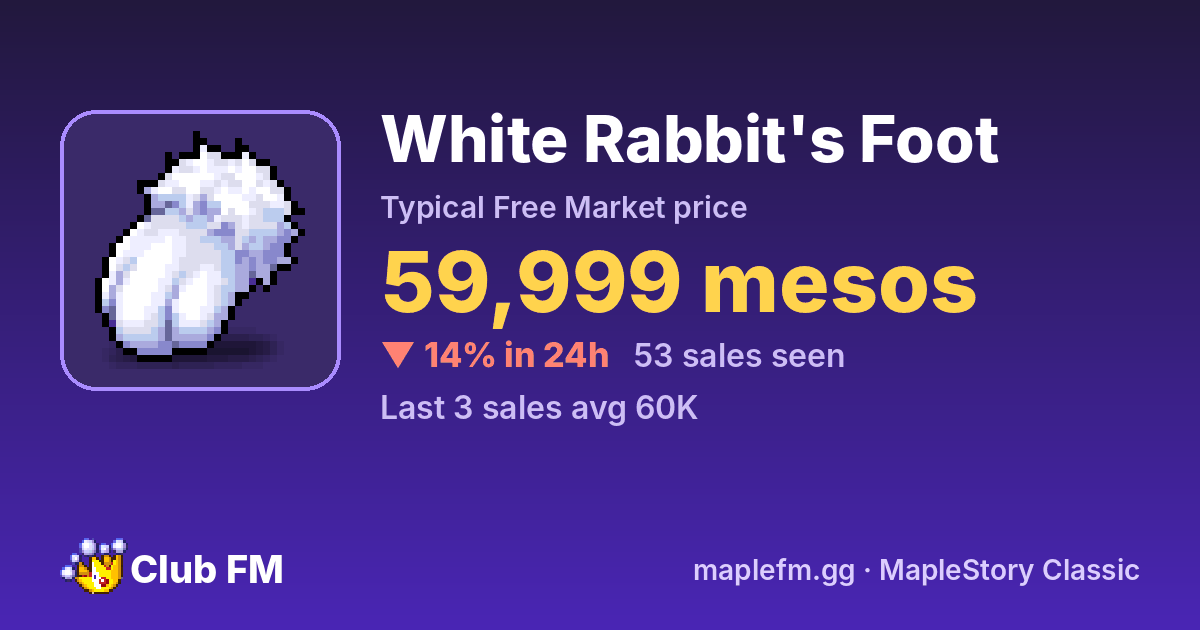 White Rabbit's Foot
Typical Free Market price
59,999 mesos
▼ 14% in 24h 53 sales seen
Last 3 sales avg 60K
Club FM
maplefm.gg · MapleStory Classic